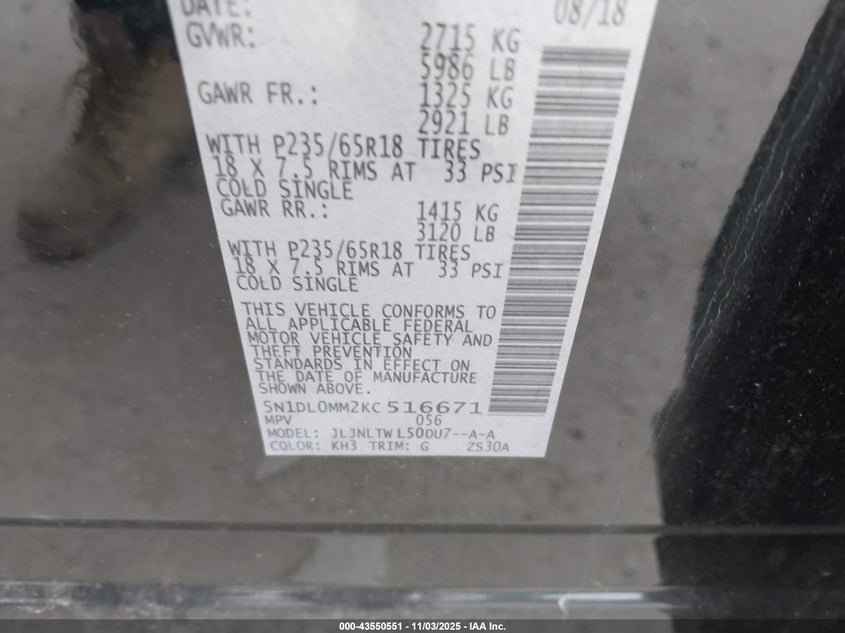 DATE: 08/18
GVWR: 2715 KG
5986 LB
GAWR FR.: 1325 KG
2921 LB
WITH P235/65R18 TIRES
18 X 7.5 RIMS AT 33 PSI
COLD SINGLE
GAWR RR.: 1415 KG
3120 LB
WITH P235/65R18 TIRES
18 X 7.5 RIMS AT 33 PSI
COLD SINGLE
THIS VEHICLE CONFORMS TO
ALL APPLICABLE FEDERAL
MOTOR VEHICLE SAFETY AND
THEFT PREVENTION
STANDARDS IN EFFECT ON
THE DATE OF MANUFACTURE
SHOWN ABOVE.
5N1DL0MM2KC516671
MPV 056
MODEL: JLJNLTWL50DU7--A-A
COLOR: KH3 TRIM: G ZS30A
000-43550551 - 11/03/2025 - IAA Inc.